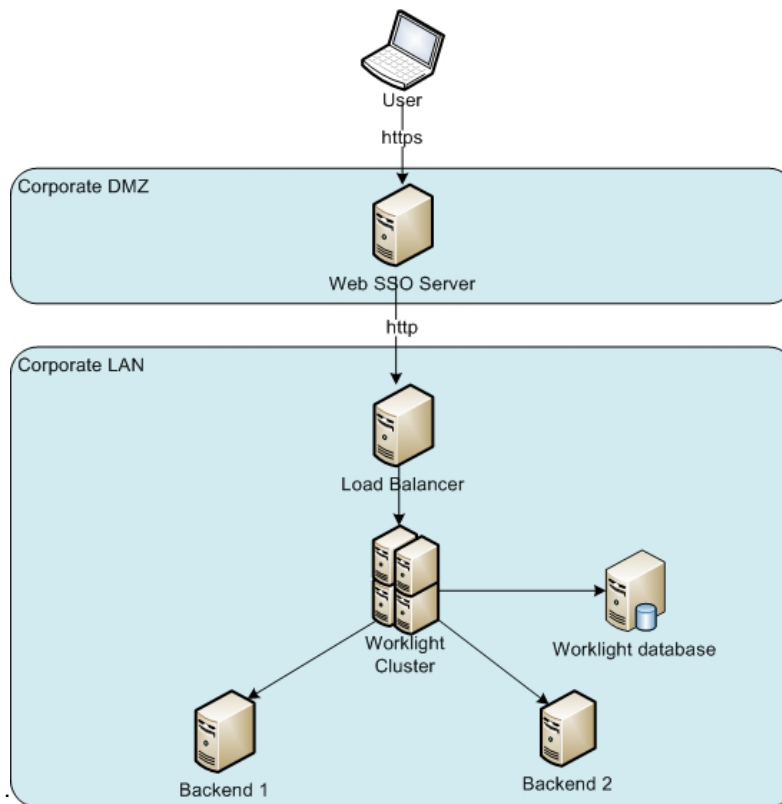 User
https
Corporate DMZ
Web SSO Server
http
Corporate LAN
Load Balancer
Worklight
Cluster
Worklight database
Backend 1
Backend 2
.